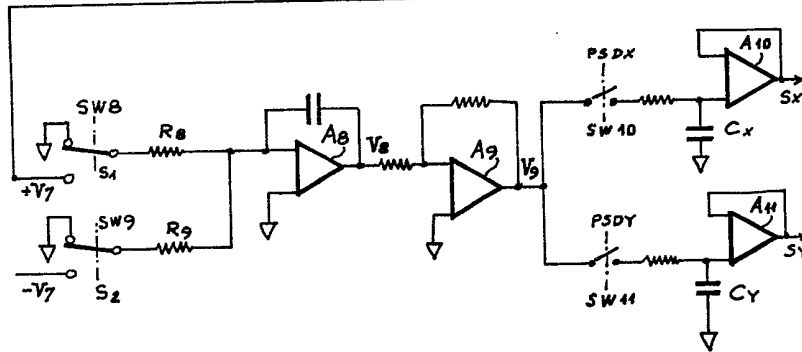 PSDX
A10
SX
SW8
R8
A8
V8
A9
V9
SW10
CX
S1
+V7
SW9
R9
PSDY
A11
SY
-V7
S2
SW11
CY